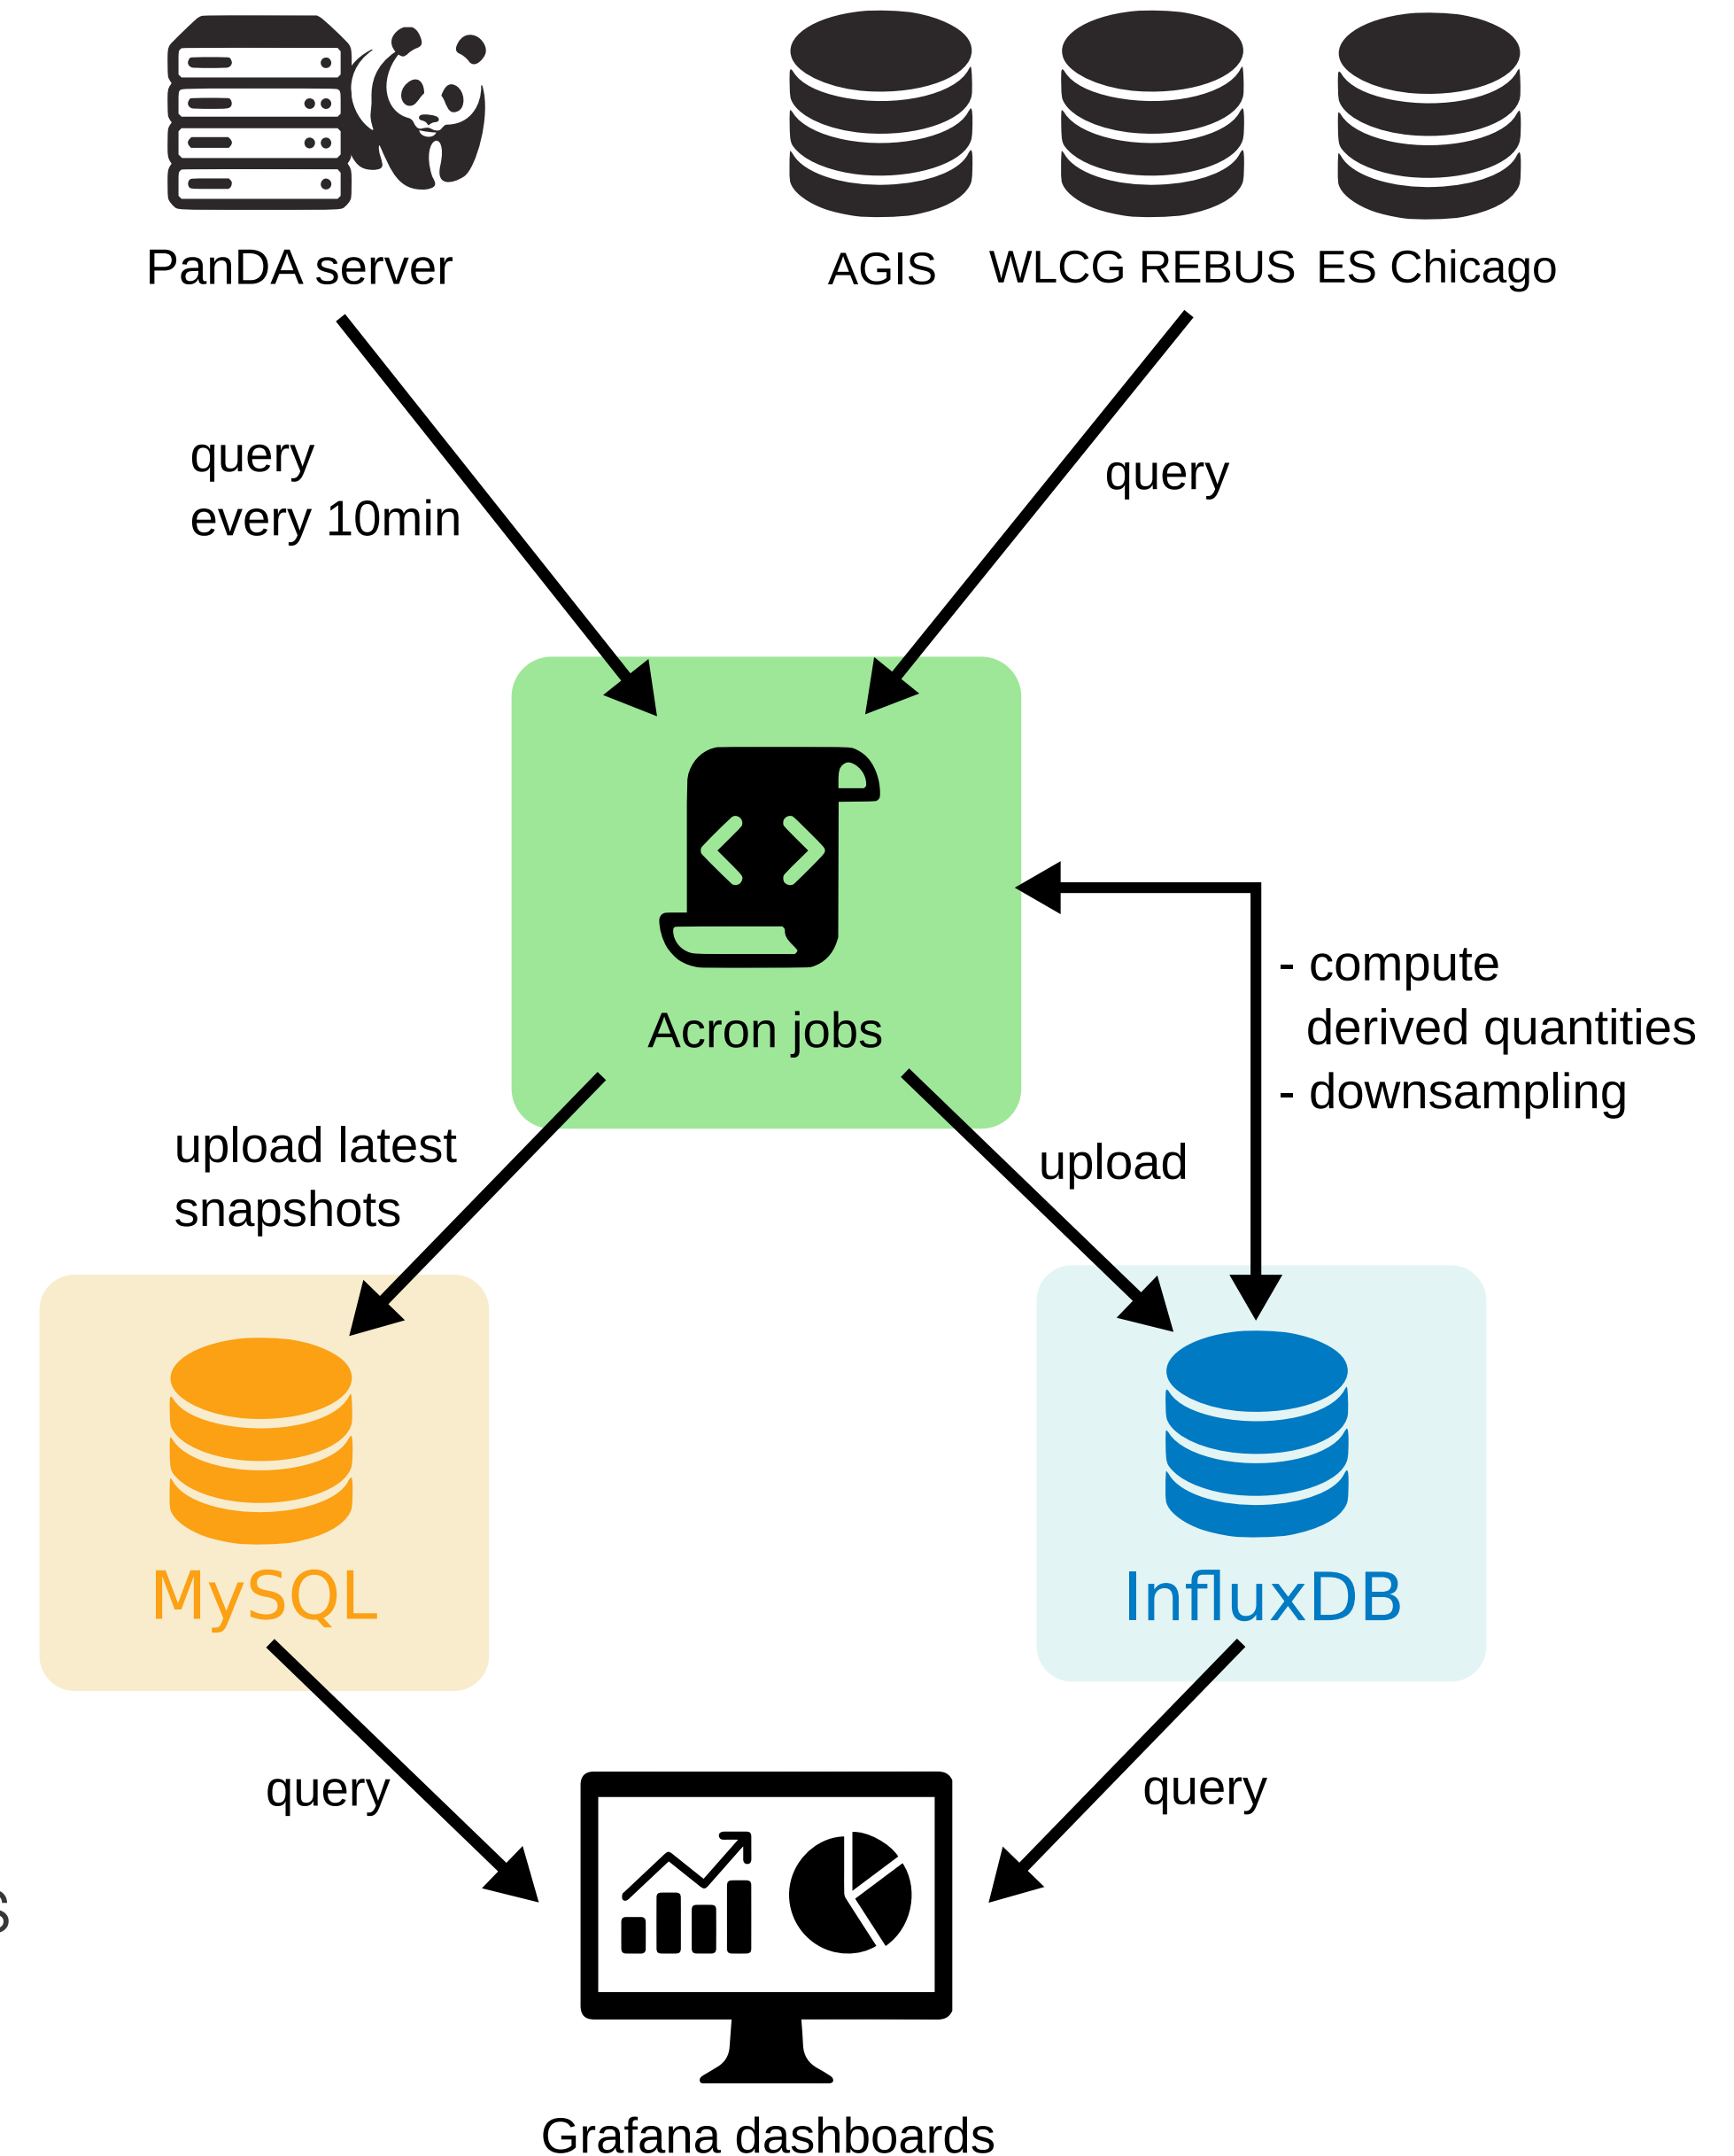 PanDA server
AGIS
WLCG REBUS
ES Chicago
query
every 10min
query
Acron jobs
- compute
derived quantities
- downsampling
upload latest
snapshots
upload
MySQL
InfluxDB
query
query
Grafana dashboards